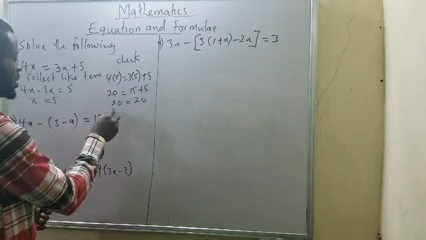 Mathematics
Equation and Formulae
Solve the following
4x = 3x + 5
Collect like term
4x - 3x = 5
x = 5
check
4(5) = 3(5) + 5
20 = 15 + 5
20 = 20
4a - (3 - a) = 1
(3x - 2)
3x - [3(1+x) - 2x] = 3